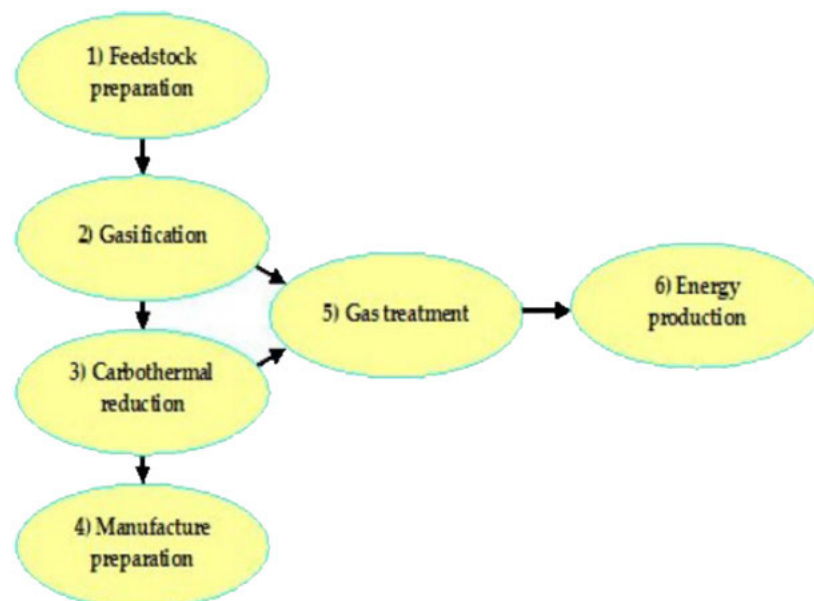 1) Feedstock
preparation
2) Gasification
3) Carbothermal
reduction
4) Manufacture
preparation
5) Gas treatment
6) Energy
production